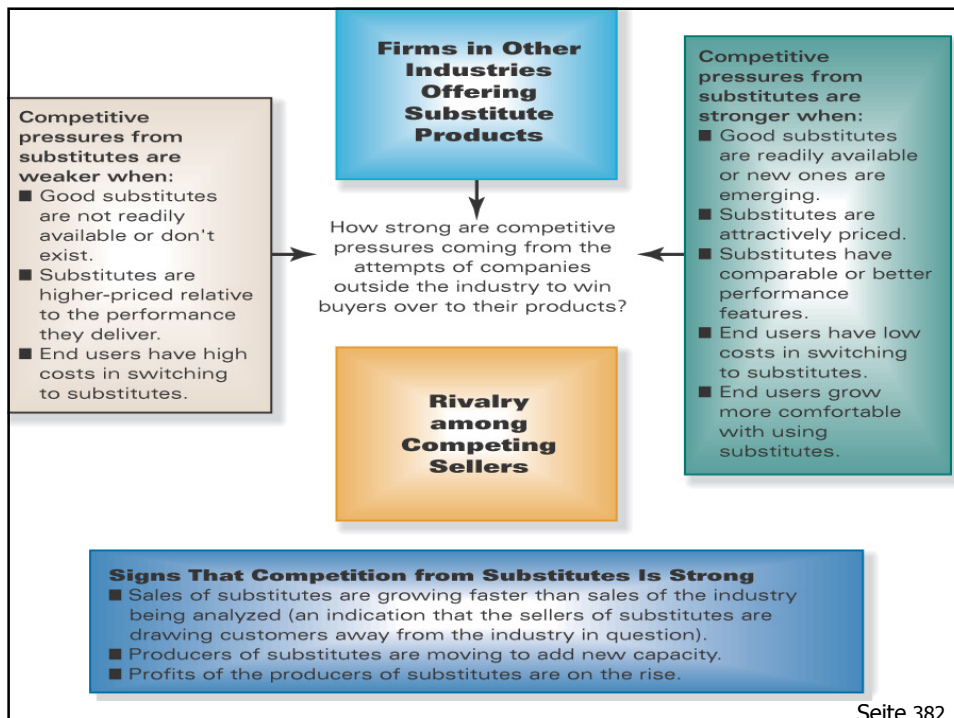 Firms in Other
Industries
Offering
Substitute
Products
Competitive
pressures from
substitutes are
weaker when:
■ Good substitutes
are not readily
available or don't
exist.
■ Substitutes are
higher-priced relative
to the performance
they deliver.
■ End users have high
costs in switching
to substitutes.
How strong are competitive
pressures coming from the
attempts of companies
outside the industry to win
buyers over to their products?
Competitive
pressures from
substitutes are
stronger when:
■ Good substitutes
are readily available
or new ones are
emerging.
■ Substitutes are
attractively priced.
■ Substitutes have
comparable or better
performance
features.
■ End users have low
costs in switching
to substitutes.
■ End users grow
more comfortable
with using
substitutes.
Rivalry
among
Competing
Sellers
Signs That Competition from Substitutes Is Strong
■ Sales of substitutes are growing faster than sales of the industry
being analyzed (an indication that the sellers of substitutes are
drawing customers away from the industry in question).
■ Producers of substitutes are moving to add new capacity.
■ Profits of the producers of substitutes are on the rise.
Seite 382